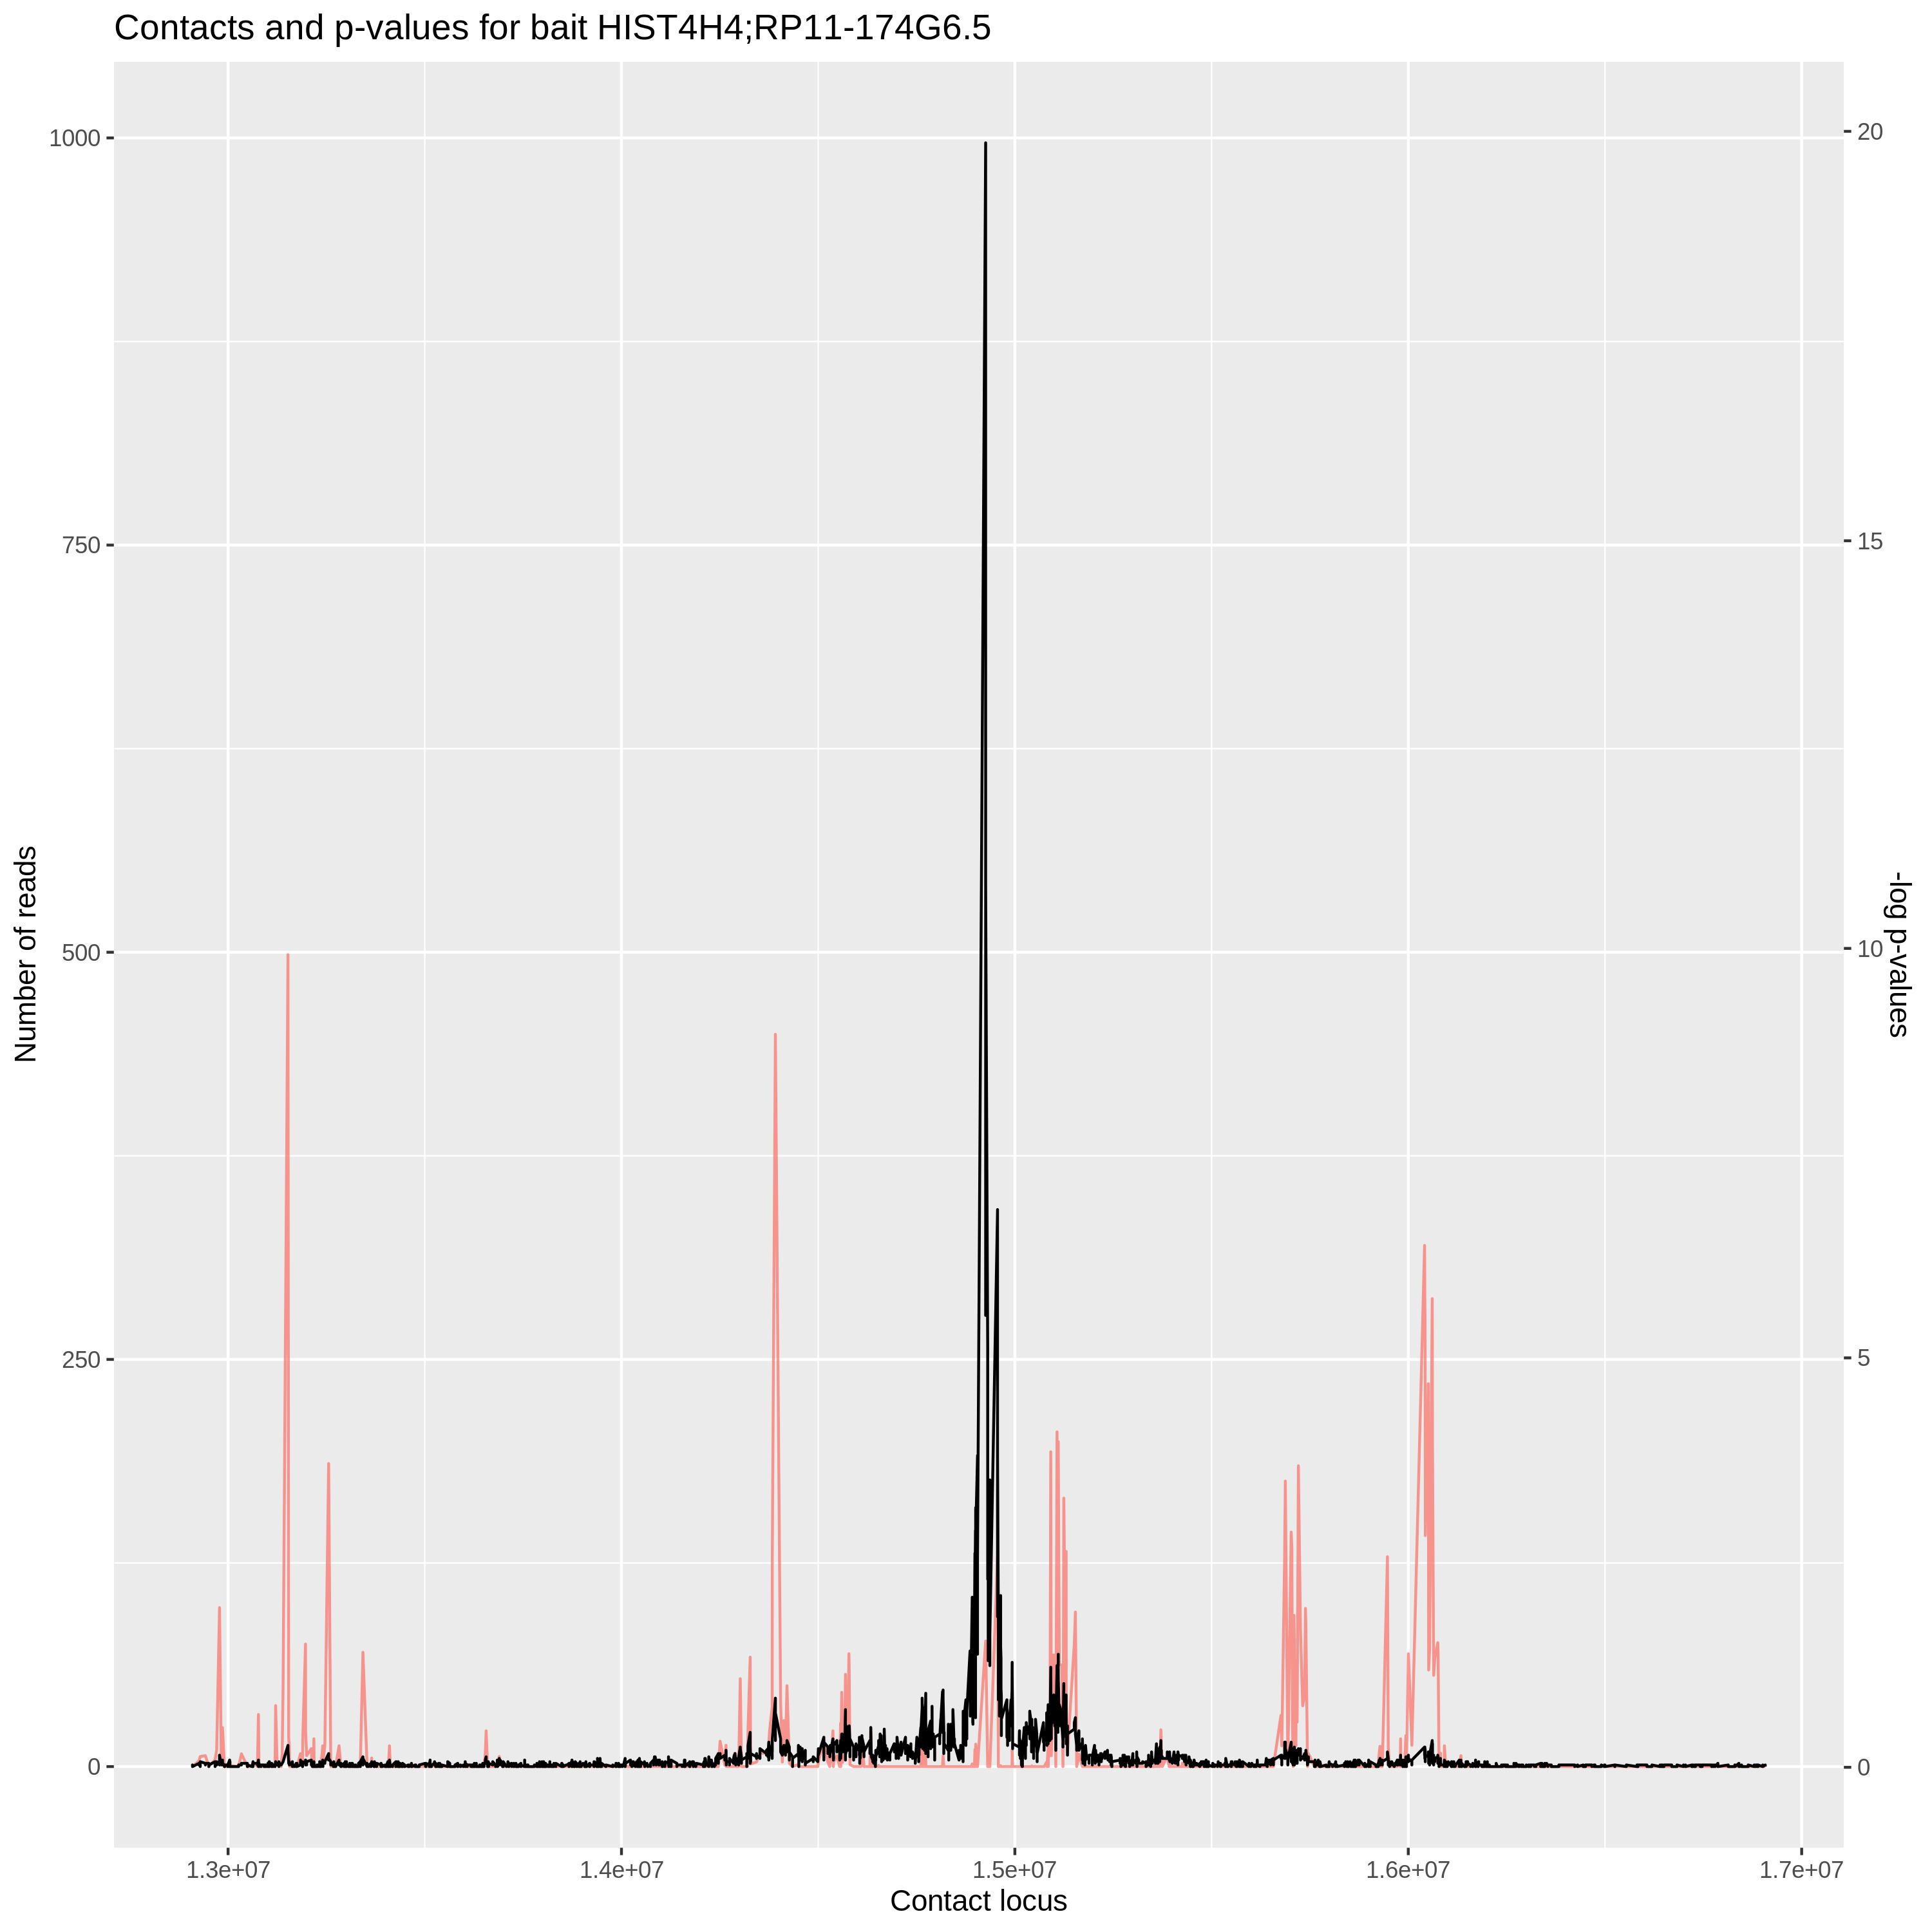 Contacts and p-values for bait HIST4H4;RP11-174G6.5
1000
750
500
250
0
20
15
10
5
0
Number of reads
-log p-values
1.3e+07 1.4e+07 1.5e+07 1.6e+07 1.7e+07
Contact locus